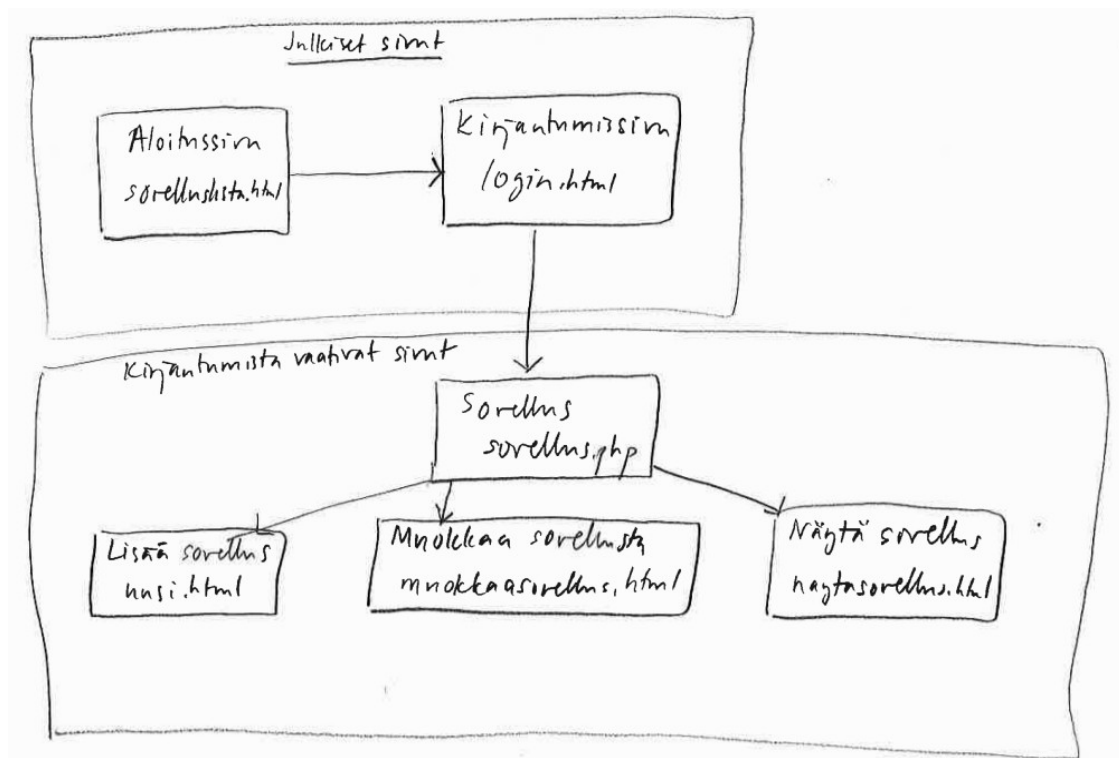 Julkiset sivut
Aloitussivu
sovelluslista.html
Kirjautumissivu
login.html
Kirjautumista vaativat sivut
Sovellus
sovellus.php
Lisää sovellus
uusi.html
Muokkaa sovellusta
muokkaasovellus.html
Näytä sovellus
naytasovellus.html